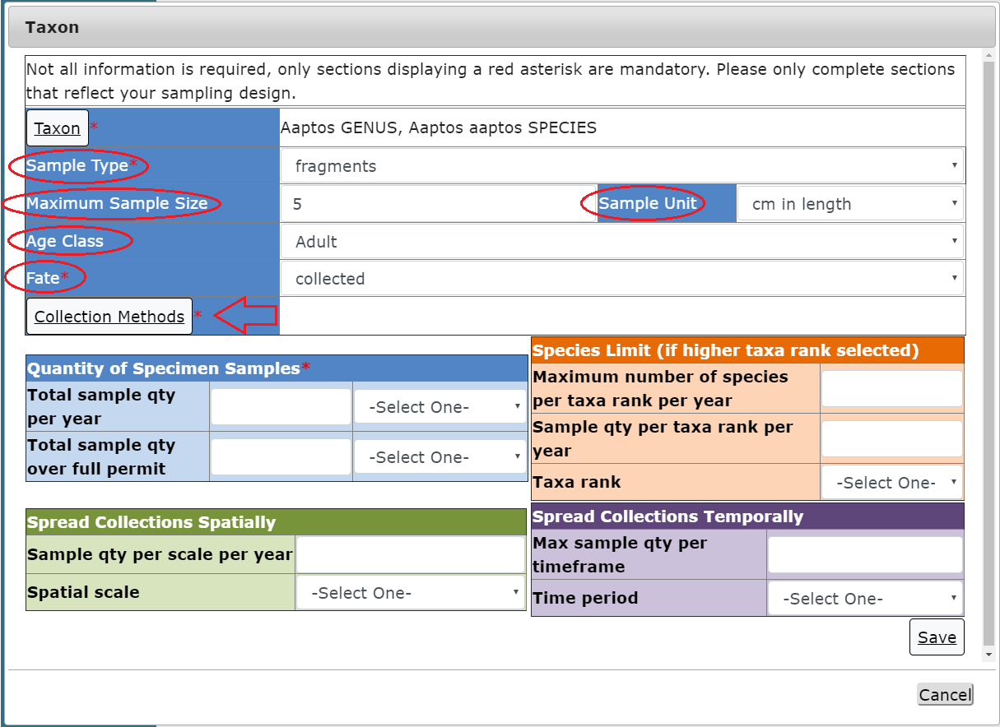 Taxon
Not all information is required, only sections displaying a red asterisk are mandatory. Please only complete sections
that reflect your sampling design.
Taxon * Aaptos GENUS, Aaptos aaptos SPECIES
Sample Type* fragments
Maximum Sample Size 5 Sample Unit cm in length
Age Class Adult
Fate* collected
Collection Methods *
Quantity of Specimen Samples*
Total sample qty
per year
-Select One-
Total sample qty
over full permit
-Select One-
Species Limit (if higher taxa rank selected)
Maximum number of species
per taxa rank per year
Sample qty per taxa rank per
year
Taxa rank -Select One-
Spread Collections Spatially
Sample qty per scale per year
Spatial scale -Select One-
Spread Collections Temporally
Max sample qty per
timeframe
Time period -Select One-
Save
Cancel